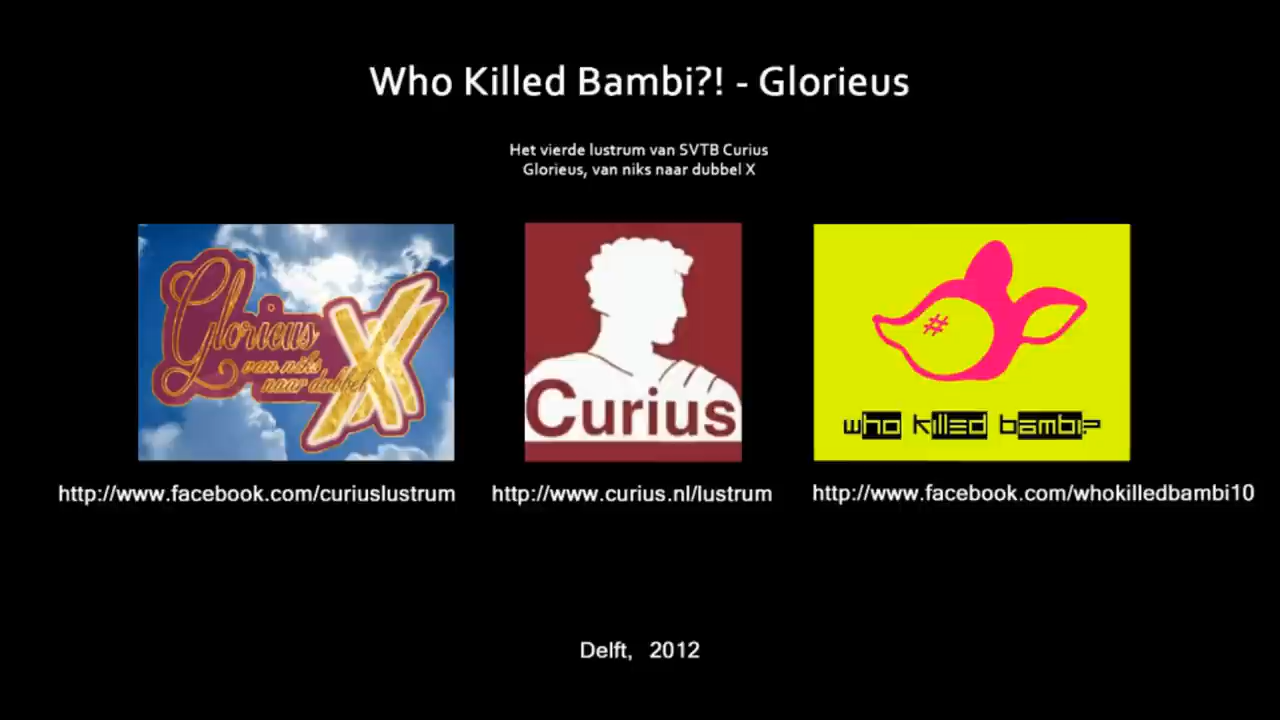 Who Killed Bambi?! - Glorieus
Het vierde lustrum van SVTB Curius
Glorieus, van niks naar dubbel X
Glorieus
van niks
naar dubbel
XX
Curius
who killed bambi?
http://www.facebook.com/curiuslustrum
http://www.curius.nl/lustrum
http://www.facebook.com/whokilledbambi10
Delft, 2012